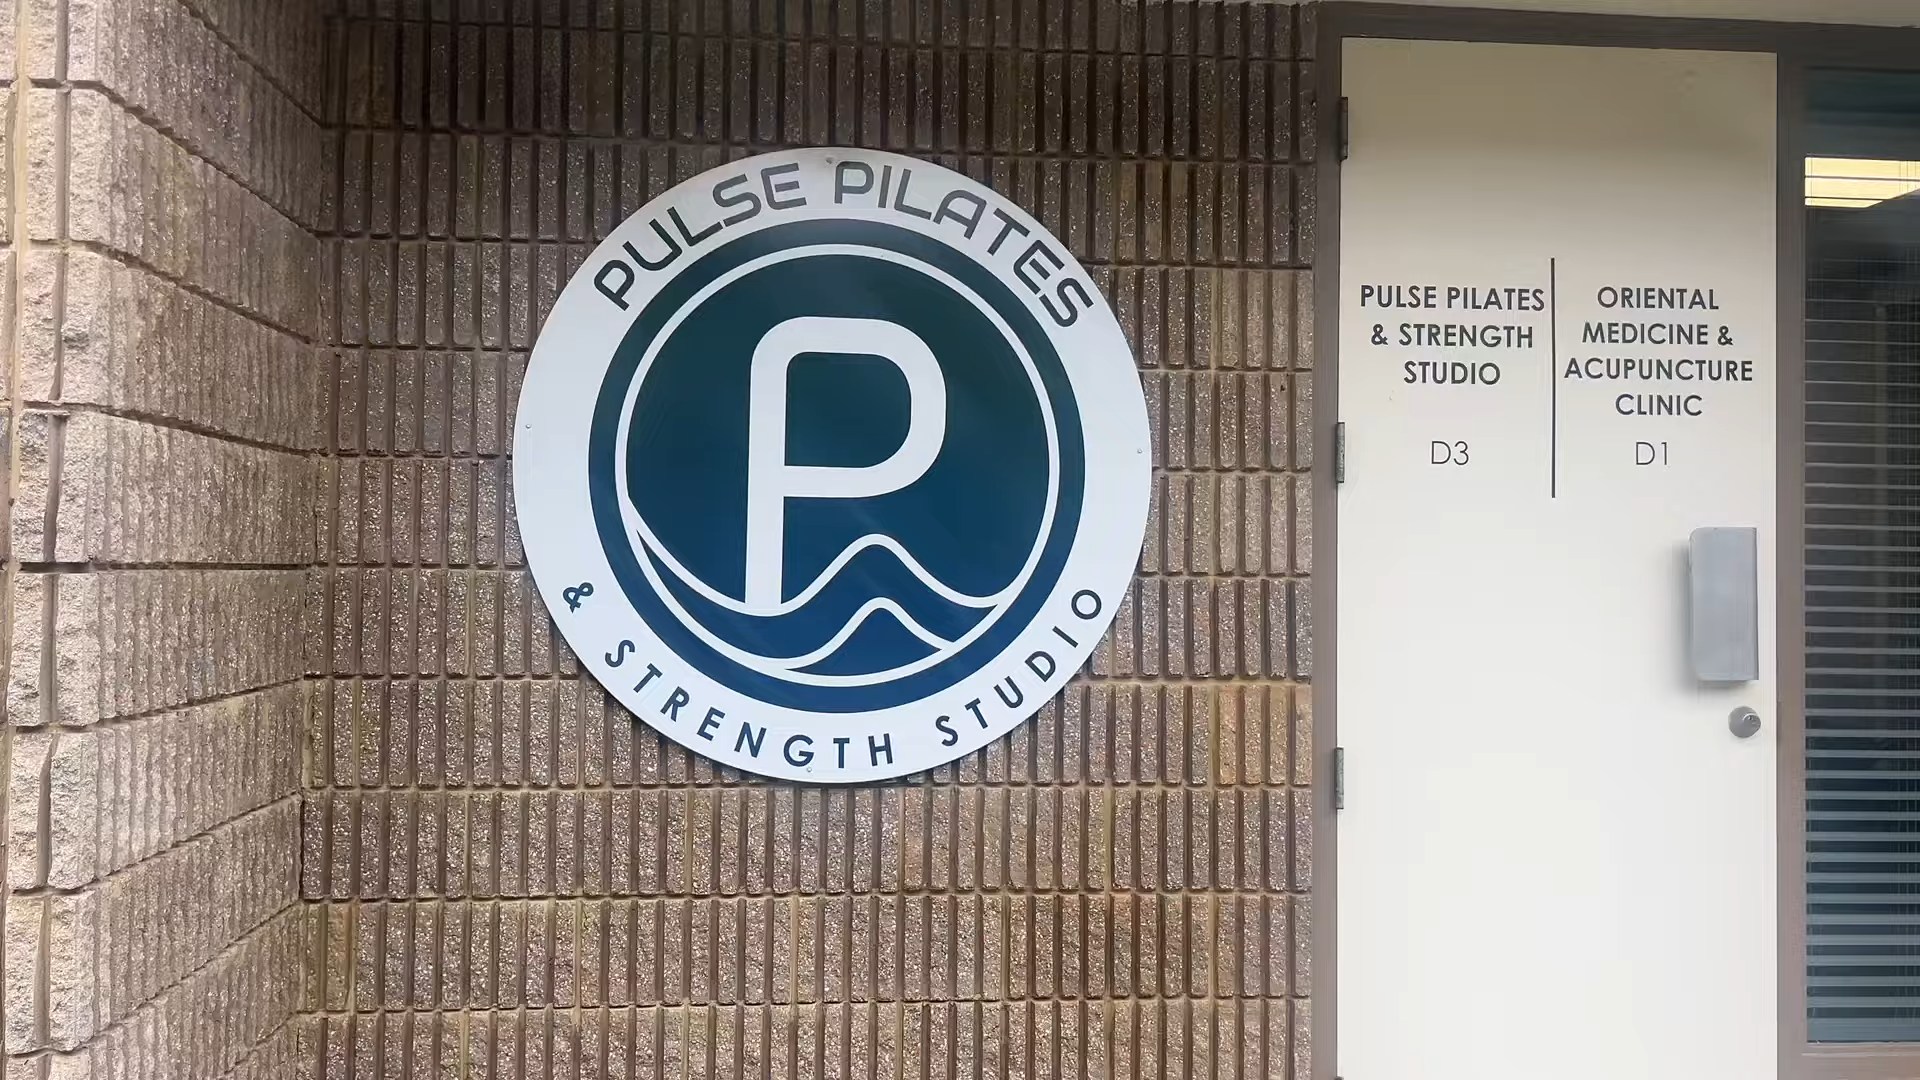 PULSE PILATES
P
& STRENGTH STUDIO
PULSE PILATES
& STRENGTH
STUDIO
D3
ORIENTAL
MEDICINE &
ACUPUNCTURE
CLINIC
D1